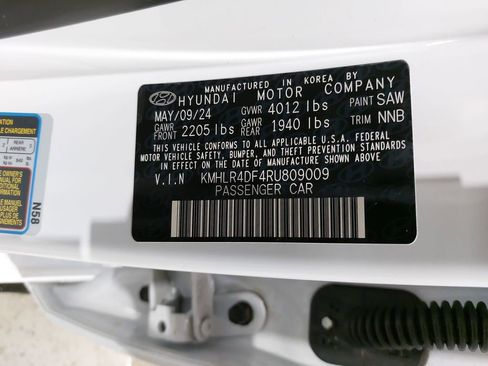 MANUFACTURED IN KOREA BY
HYUNDAI MOTOR COMPANY
MAY/09/24 GVWR 4012 lbs PAINT SAW
GAWR FRONT 2205 lbs GAWR REAR 1940 lbs TRIM NNB
THIS VEHICLE CONFORMS TO ALL APPLICABLE U.S.A. FEDERAL
MOTOR VEHICLE SAFETY, BUMPER, AND THEFT PREVENTION
STANDARDS IN EFFECT ON THE DATE OF MANUFACTURE SHOWN ABOVE.
V.I.N KMHLR4DF4RU809009
PASSENGER CAR
REAR
N58